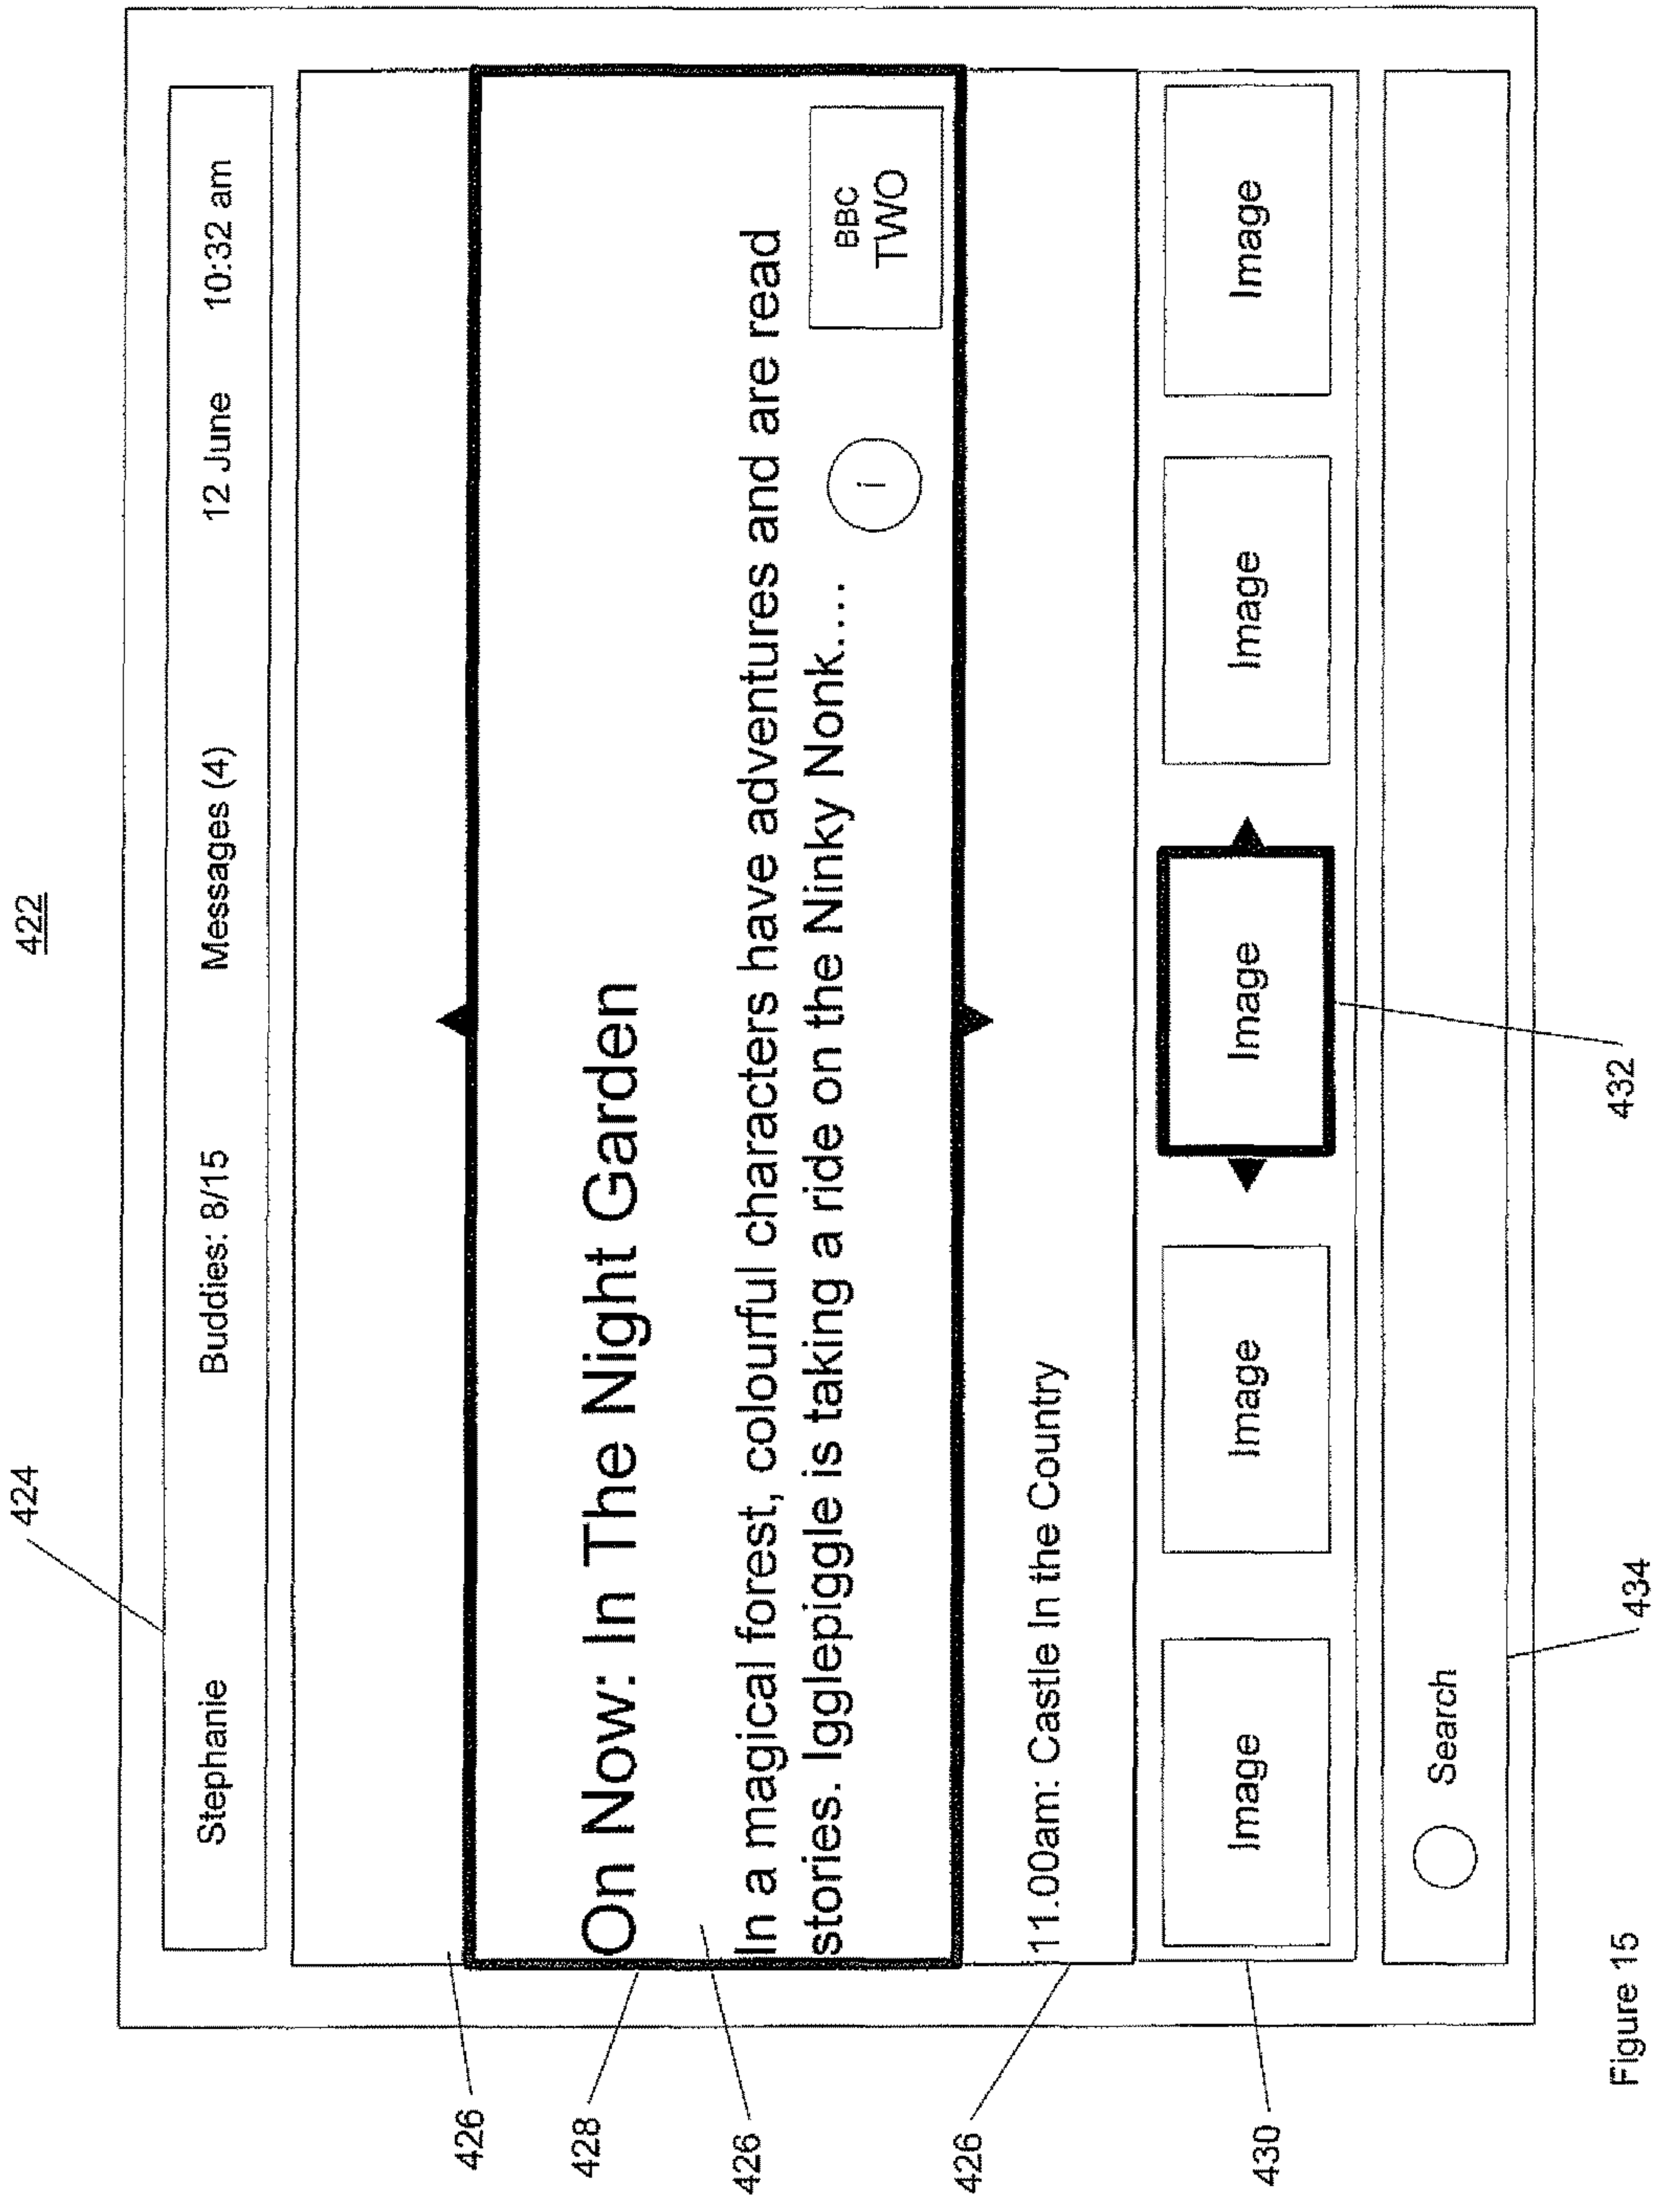 422
424
Stephanie Buddies: 8/15 Messages (4) 12 June 10:32 am
426
428
On Now: In The Night Garden
426
In a magical forest, colourful characters have adventures and are read
stories. Igglepiggle is taking a ride on the Ninky Nonk....
i
BBC
TWO
426
11.00am: Castle In the Country
430
Image Image Image Image Image
432
Search
434
Figure 15